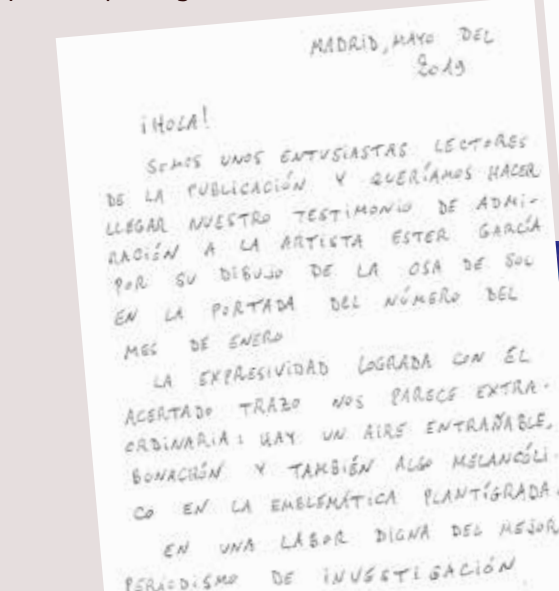 MADRID, MAYO DEL
2019
¡HOLA!
SOMOS UNOS ENTUSIASTAS LECTORES
DE LA PUBLICACIÓN Y QUERÍAMOS HACER
LLEGAR NUESTRO TESTIMONIO DE ADMI-
RACIÓN A LA ARTISTA ESTER GARCÍA
POR SU DIBUJO DE LA OSA DE SOL
EN LA PORTADA DEL NÚMERO DEL
MES DE ENERO
LA EXPRESIVIDAD LOGRADA CON EL
ACERTADO TRAZO NOS PARECE EXTRA-
ORDINARIA: HAY UN AIRE ENTRAÑABLE,
BONACHÓN Y TAMBIÉN ALGO MELANCÓLI-
CO EN LA EMBLEMÁTICA PLANTÍGRADA.
EN UNA LABOR DIGNA DEL MEJOR
PERIODISMO DE INVESTIGACIÓN